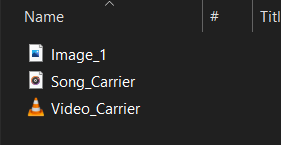 Name # Titl
Image_1
Song_Carrier
Video_Carrier